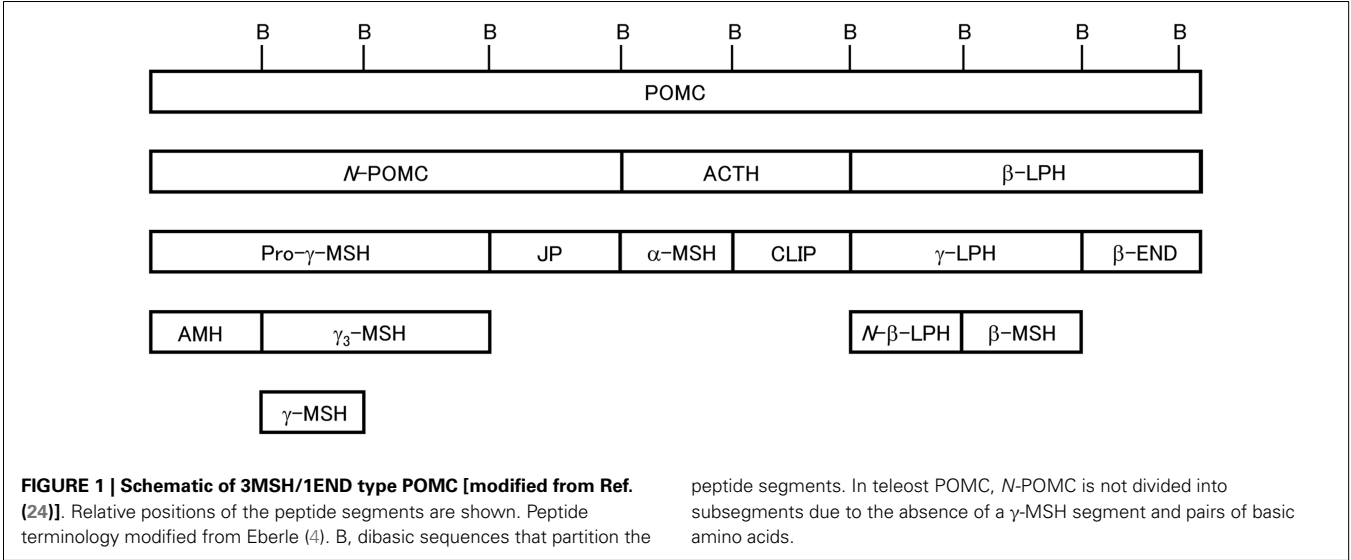 B B B B B B B B B
POMC
N-POMC ACTH β-LPH
Pro-γ-MSH JP α-MSH CLIP γ-LPH β-END
AMH γ₃-MSH N-β-LPH β-MSH
γ-MSH
FIGURE 1 | Schematic of 3MSH/1END type POMC [modified from Ref.
(24)]. Relative positions of the peptide segments are shown. Peptide
terminology modified from Eberle (4). B, dibasic sequences that partition the
peptide segments. In teleost POMC, N-POMC is not divided into
subsegments due to the absence of a γ-MSH segment and pairs of basic
amino acids.